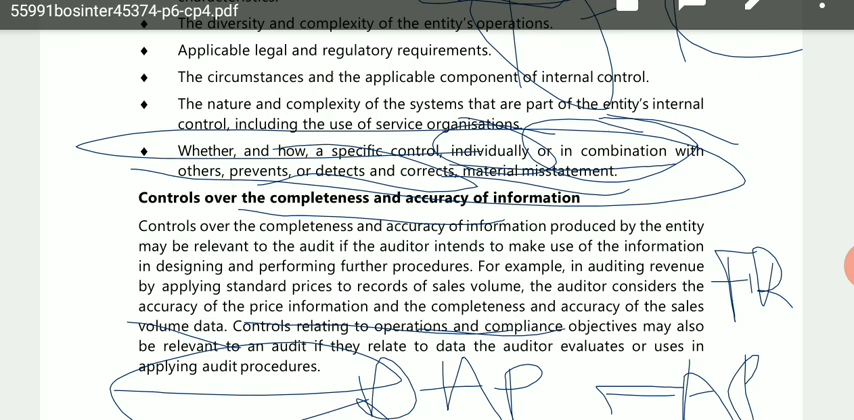 55991bosinter45374-p6-cp4.pdf
♦ The diversity and complexity of the entity's operations.
♦ Applicable legal and regulatory requirements.
♦ The circumstances and the applicable component of internal control.
♦ The nature and complexity of the systems that are part of the entity's internal
control, including the use of service organisations.
♦ Whether, and how, a specific control, individually or in combination with
others, prevents, or detects and corrects, material misstatement.
Controls over the completeness and accuracy of information
Controls over the completeness and accuracy of information produced by the entity
may be relevant to the audit if the auditor intends to make use of the information
in designing and performing further procedures. For example, in auditing revenue
by applying standard prices to records of sales volume, the auditor considers the
accuracy of the price information and the completeness and accuracy of the sales
volume data. Controls relating to operations and compliance objectives may also
be relevant to an audit if they relate to data the auditor evaluates or uses in
applying audit procedures.